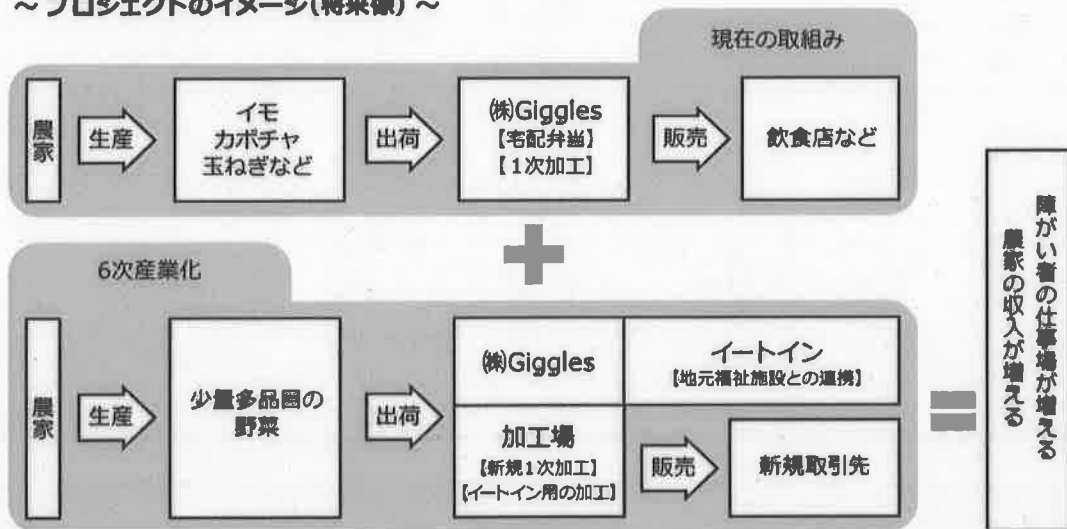 ~ プロジェクトのイメージ(将来像) ~
現在の取組み
農家
生産
イモ
カボチャ
玉ねぎなど
出荷
㈱Giggles
【宅配弁当】
【1次加工】
販売
飲食店など
+
6次産業化
農家
生産
少量多品目の
野菜
出荷
㈱Giggles
イートイン
【地元福祉施設との連携】
加工場
【新規1次加工】
【イートイン用の加工】
販売
新規取引先
=
障がい者の仕事場が増える
農家の収入が増える